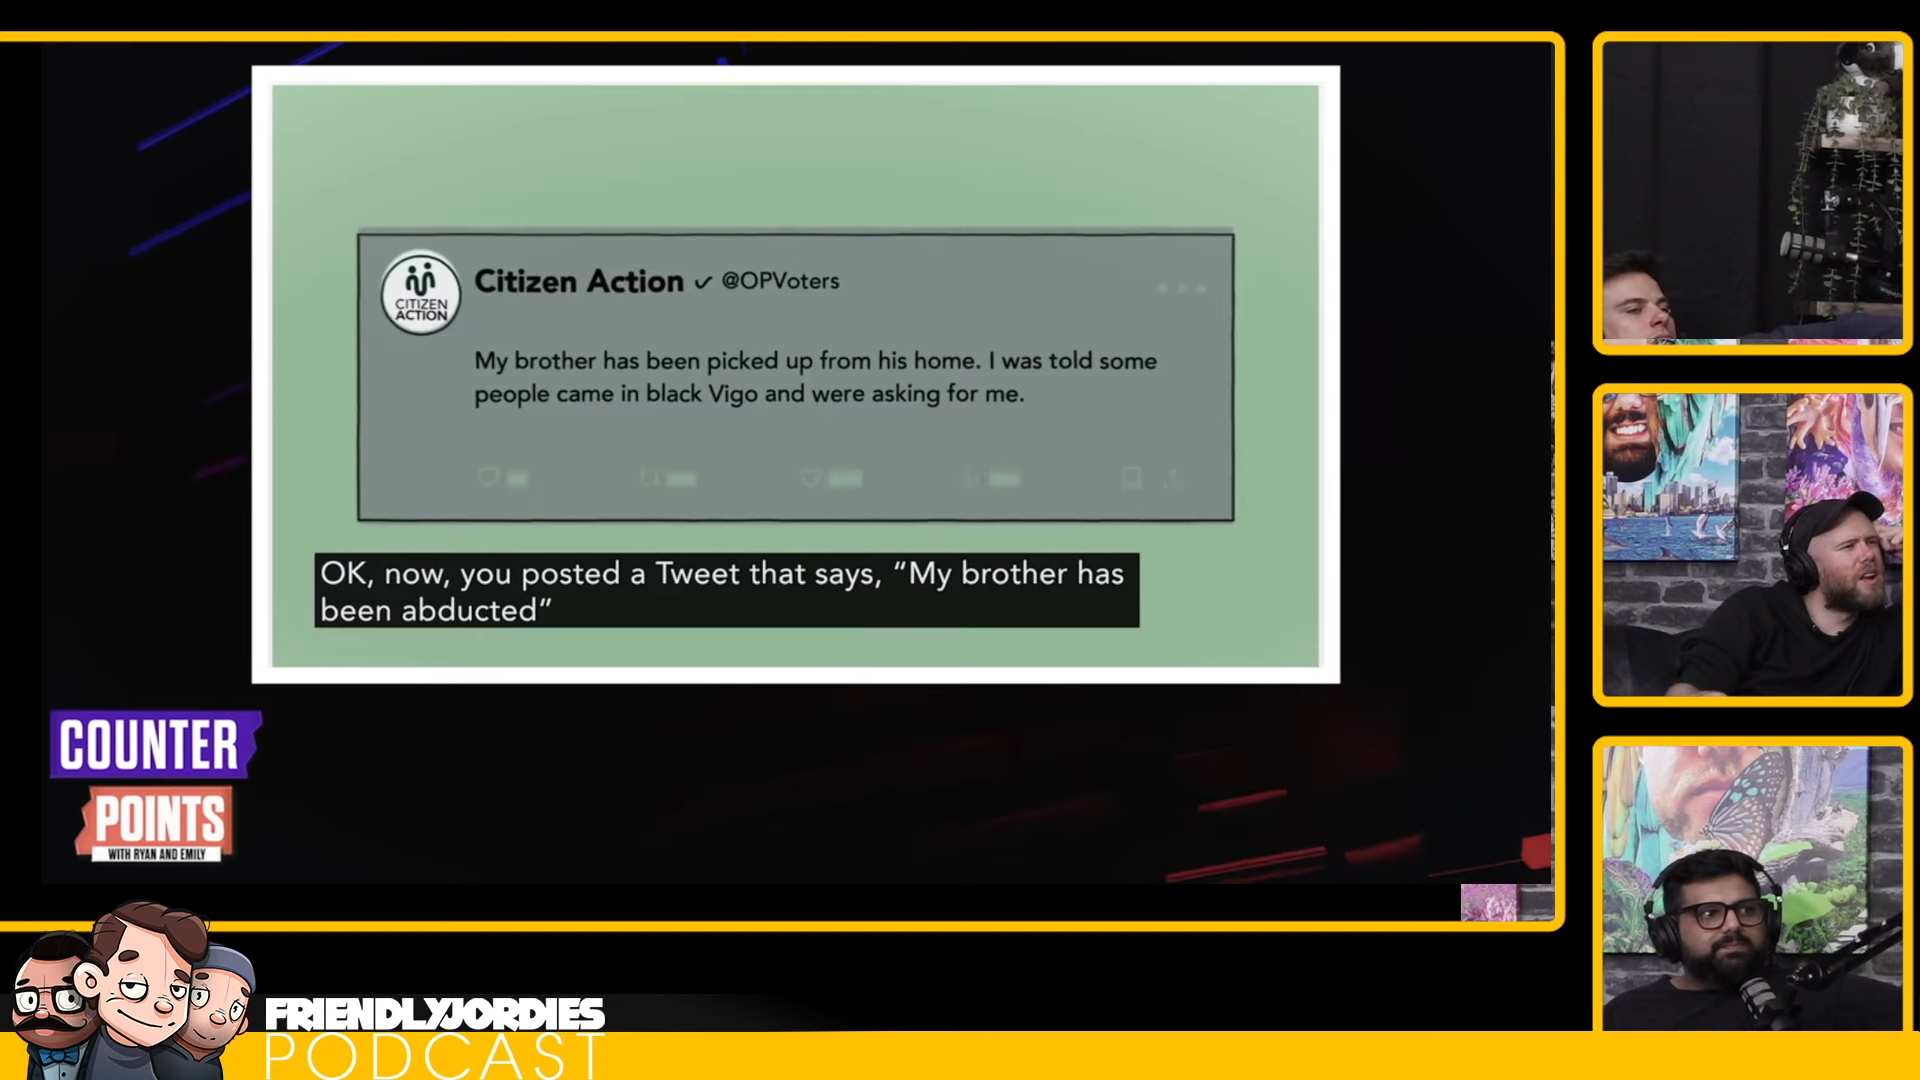 CITIZEN
ACTION
Citizen Action @OPVoters
My brother has been picked up from his home. I was told some
people came in black Vigo and were asking for me.
OK, now, you posted a Tweet that says, “My brother has
been abducted”
COUNTER
POINTS
WITH RYAN AND EMILY
FRIENDLYJORDIES
PODCAST